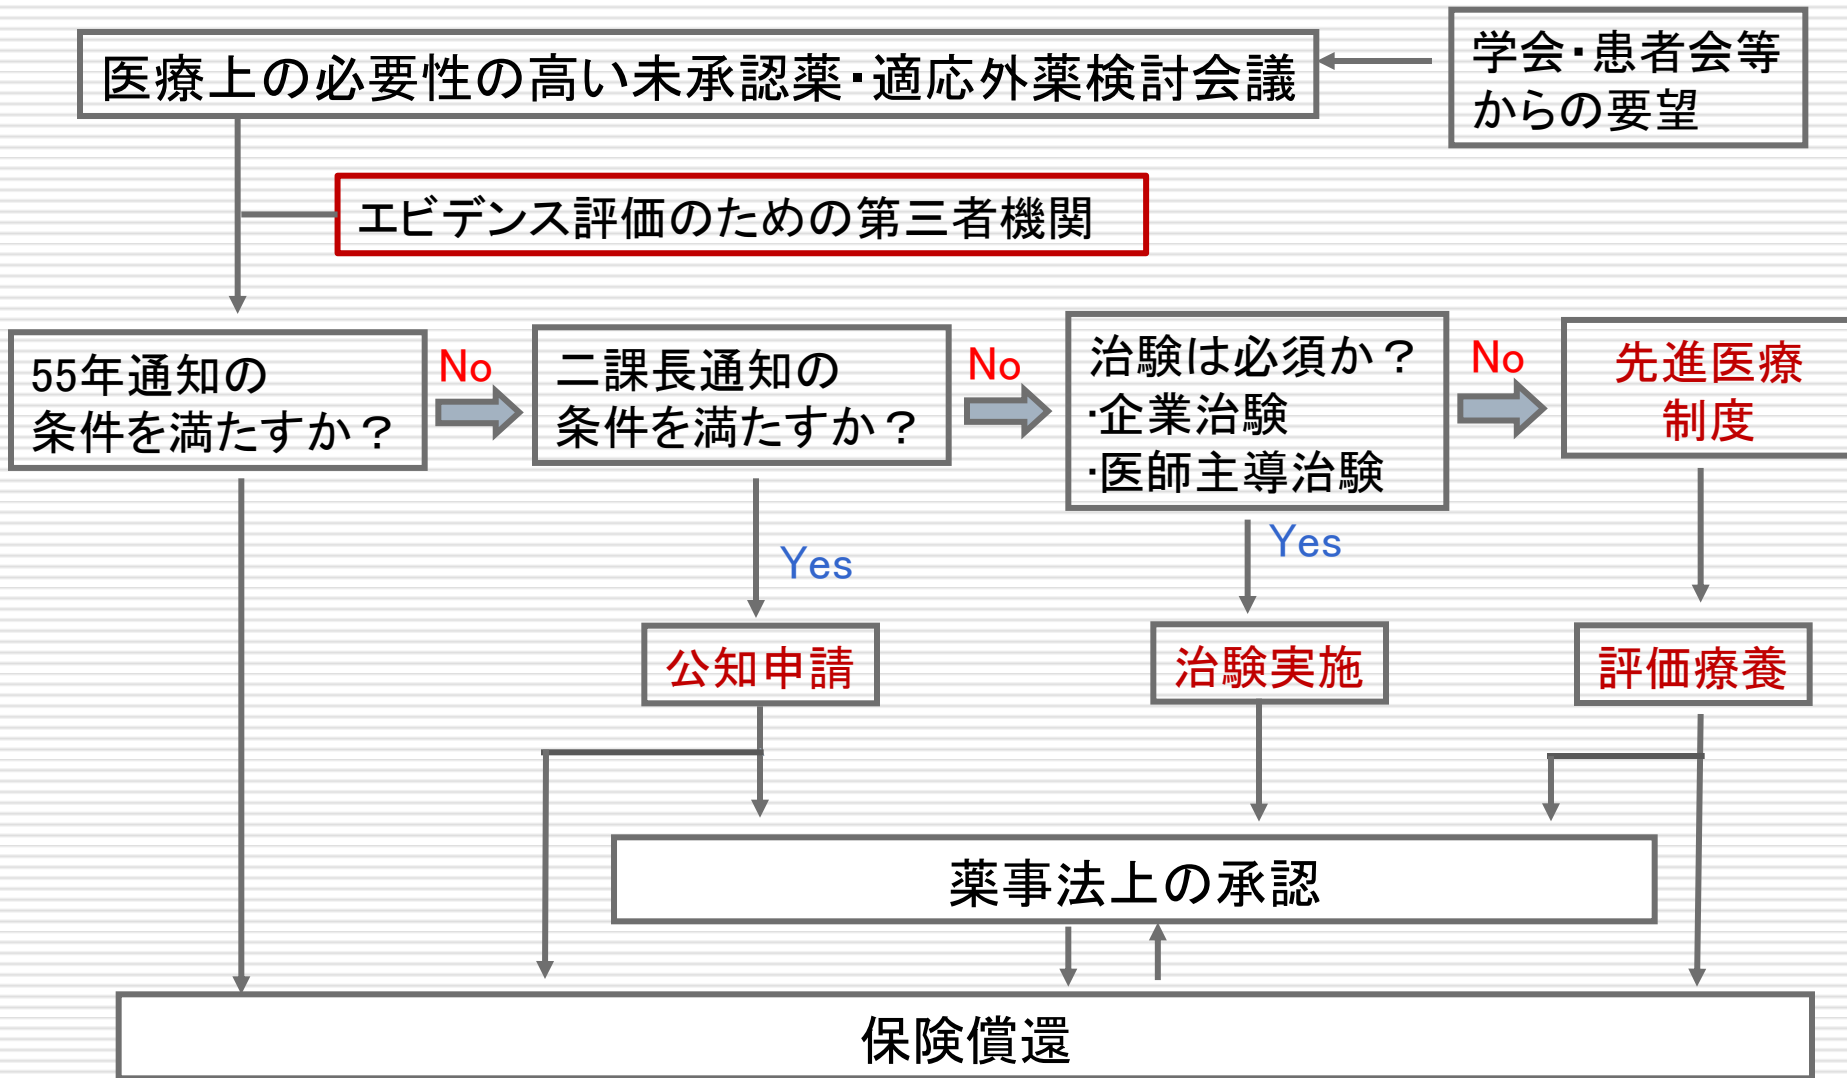 医療上の必要性の高い未承認薬・適応外薬検討会議
学会・患者会等
からの要望
エビデンス評価のための第三者機関
55年通知の
条件を満たすか？
No
二課長通知の
条件を満たすか？
No
治験は必須か？
・企業治験
・医師主導治験
No
先進医療
制度
Yes
Yes
公知申請
治験実施
評価療養
薬事法上の承認
保険償還